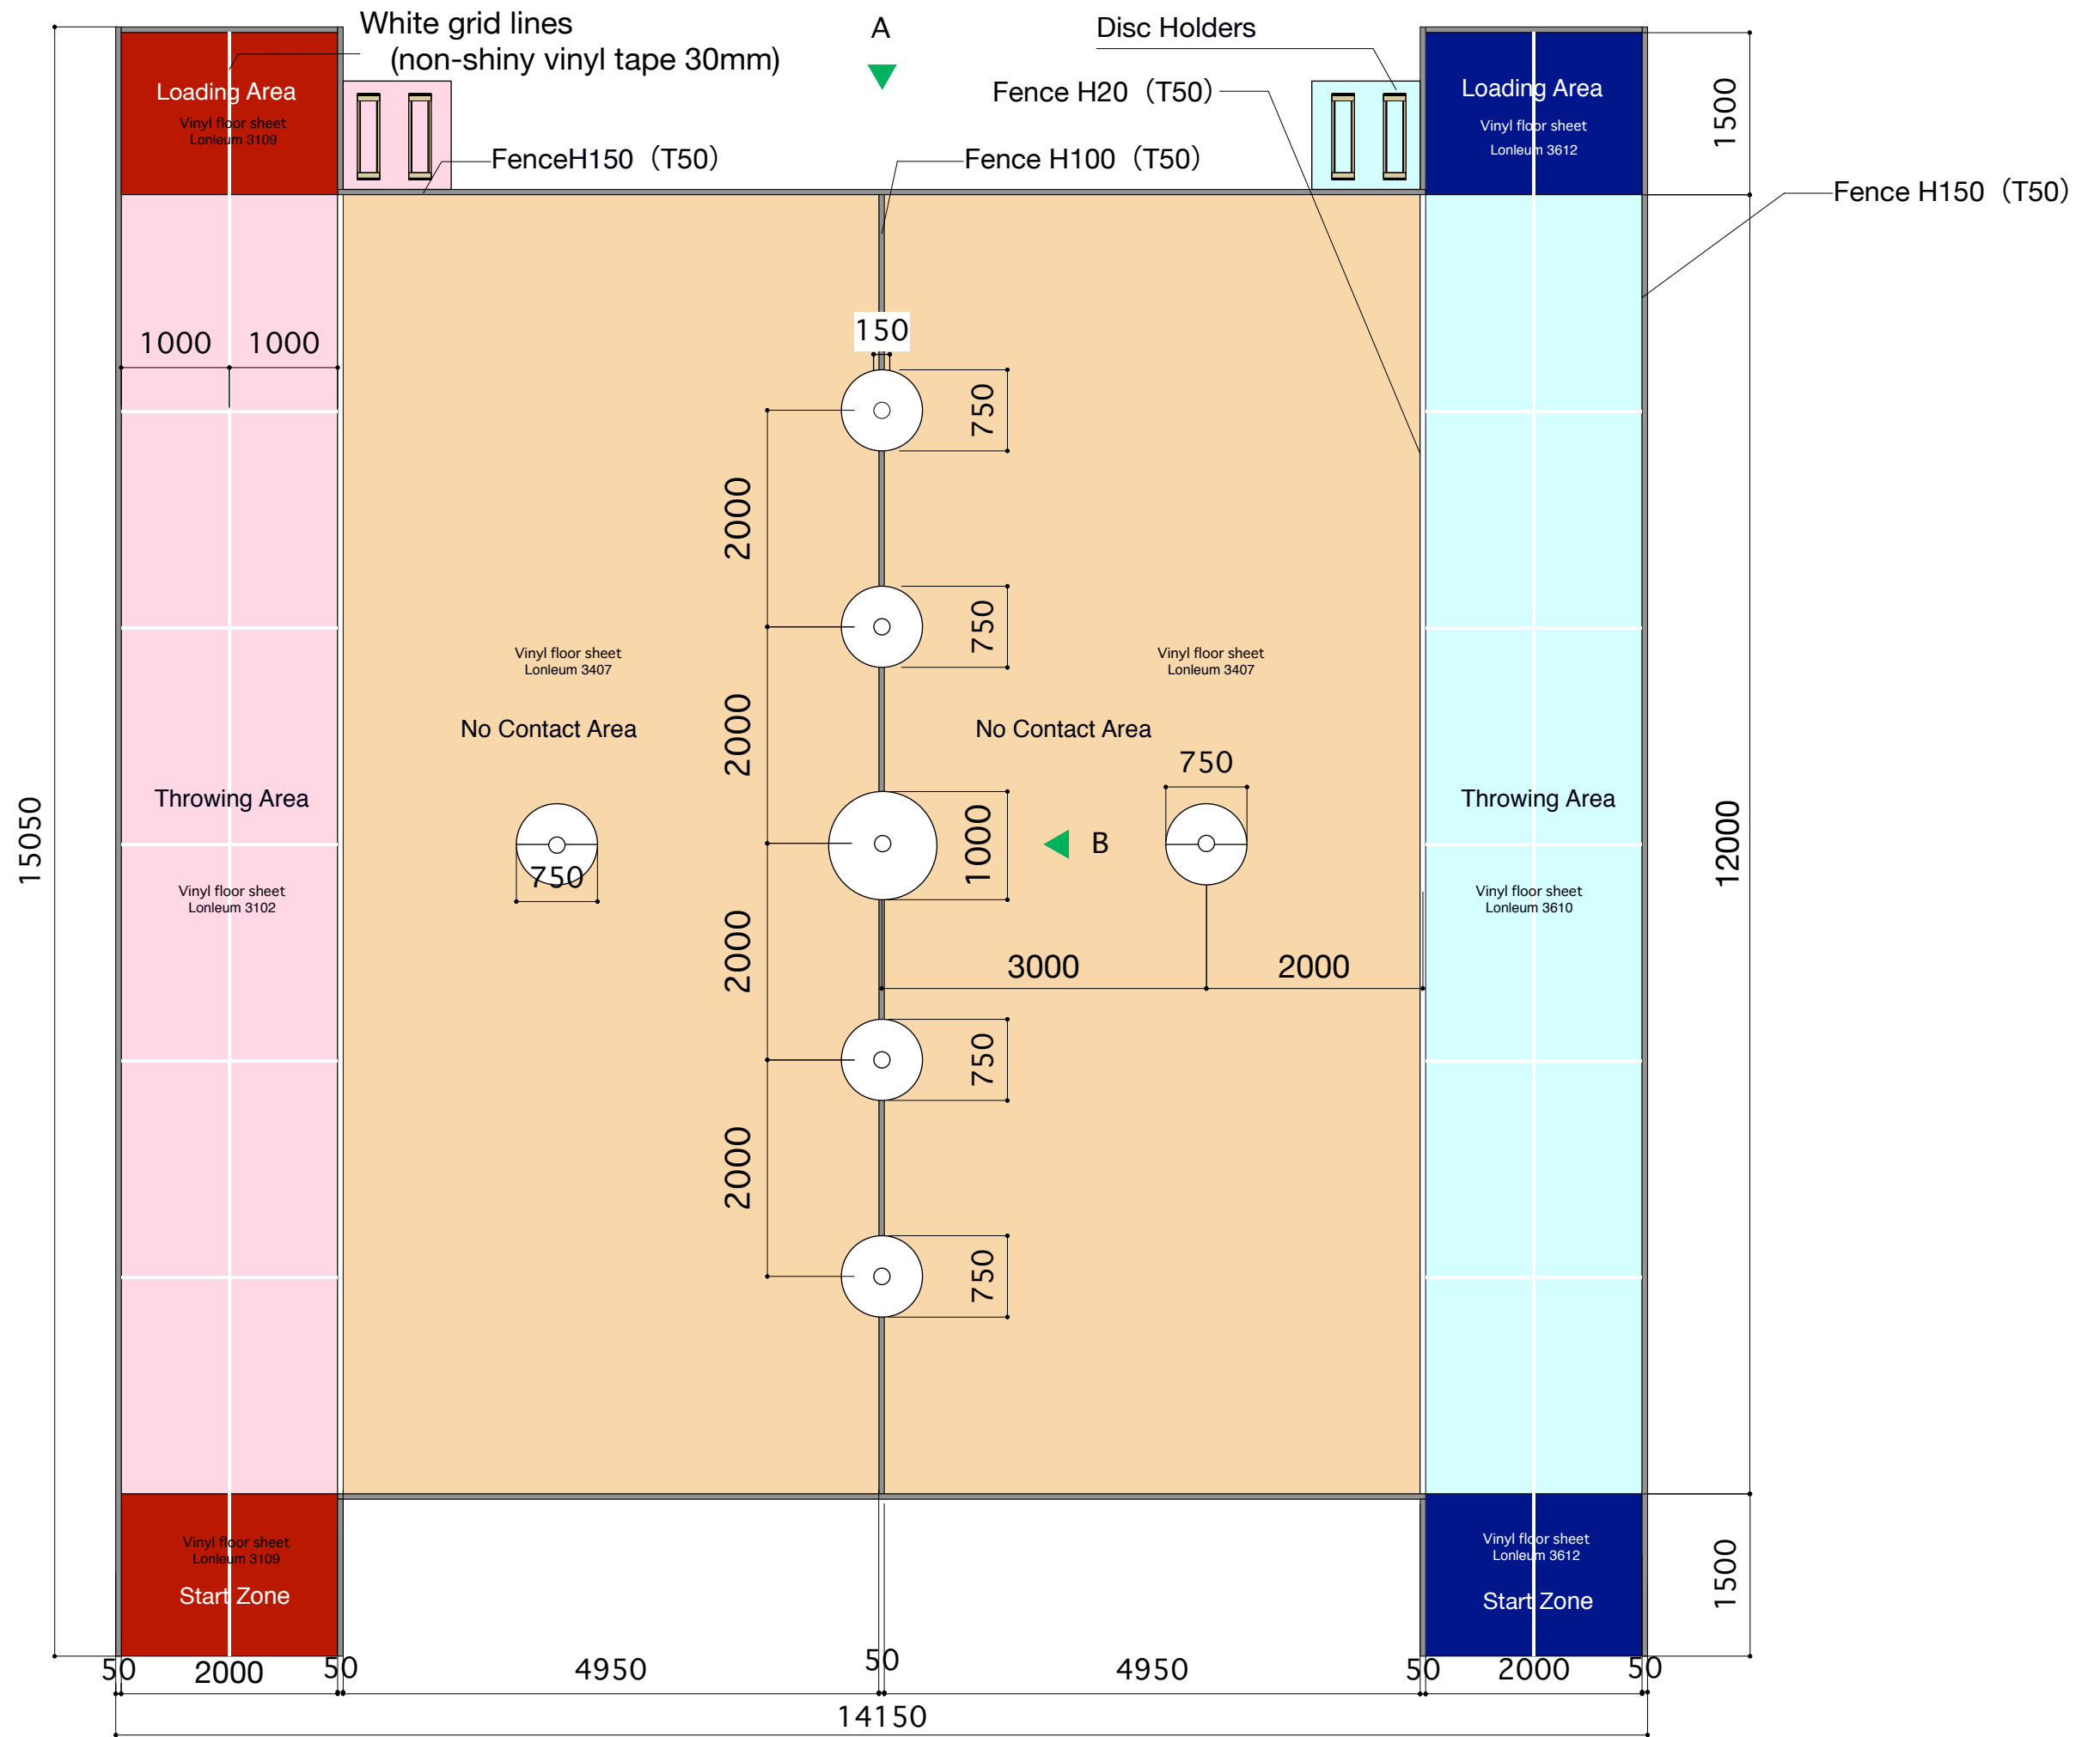 White grid lines
(non-shiny vinyl tape 30mm)
A
Disc Holders
Fence H20（T50）
Loading Area
Vinyl floor sheet
Lonleum 3109
Loading Area
Vinyl floor sheet
Lonleum 3612
1500
FenceH150（T50）
Fence H100（T50）
Fence H150（T50）
1000
1000
150
750
2000
750
Vinyl floor sheet
Lonleum 3407
Vinyl floor sheet
Lonleum 3407
No Contact Area
No Contact Area
2000
750
Throwing Area
Throwing Area
15050
750
1000
B
12000
Vinyl floor sheet
Lonleum 3102
Vinyl floor sheet
Lonleum 3610
2000
3000
2000
750
2000
750
Vinyl floor sheet
Lonleum 3109
Start Zone
Vinyl floor sheet
Lonleum 3612
Start Zone
1500
50
2000
50
4950
50
4950
50
2000
50
14150